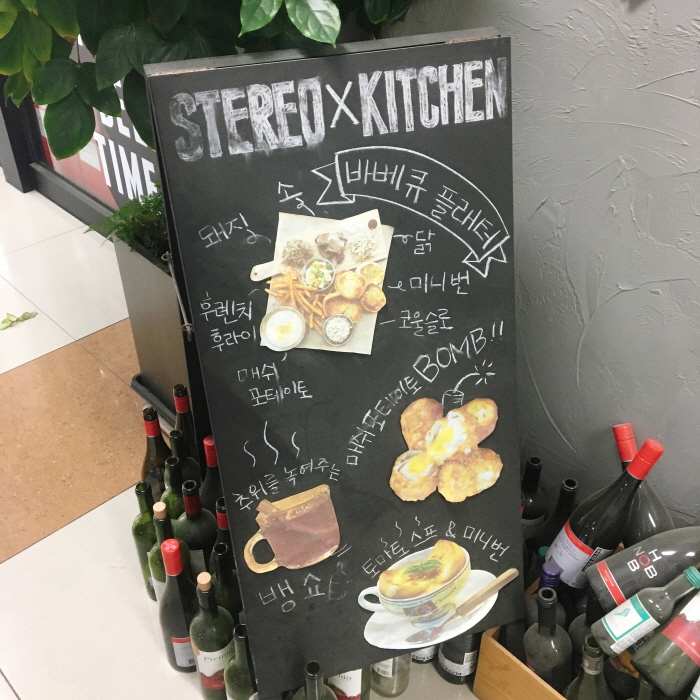 STEREO X KITCHEN
바베큐 플래터
돼지
닭
미니번
후렌치
후라이
코울슬로
매쉬
포테이토
매쉬포테이토 BOMB!!
추위를 녹여주는
뱅쇼
토마토스프 & 미니번
TIME
HOB
NOB